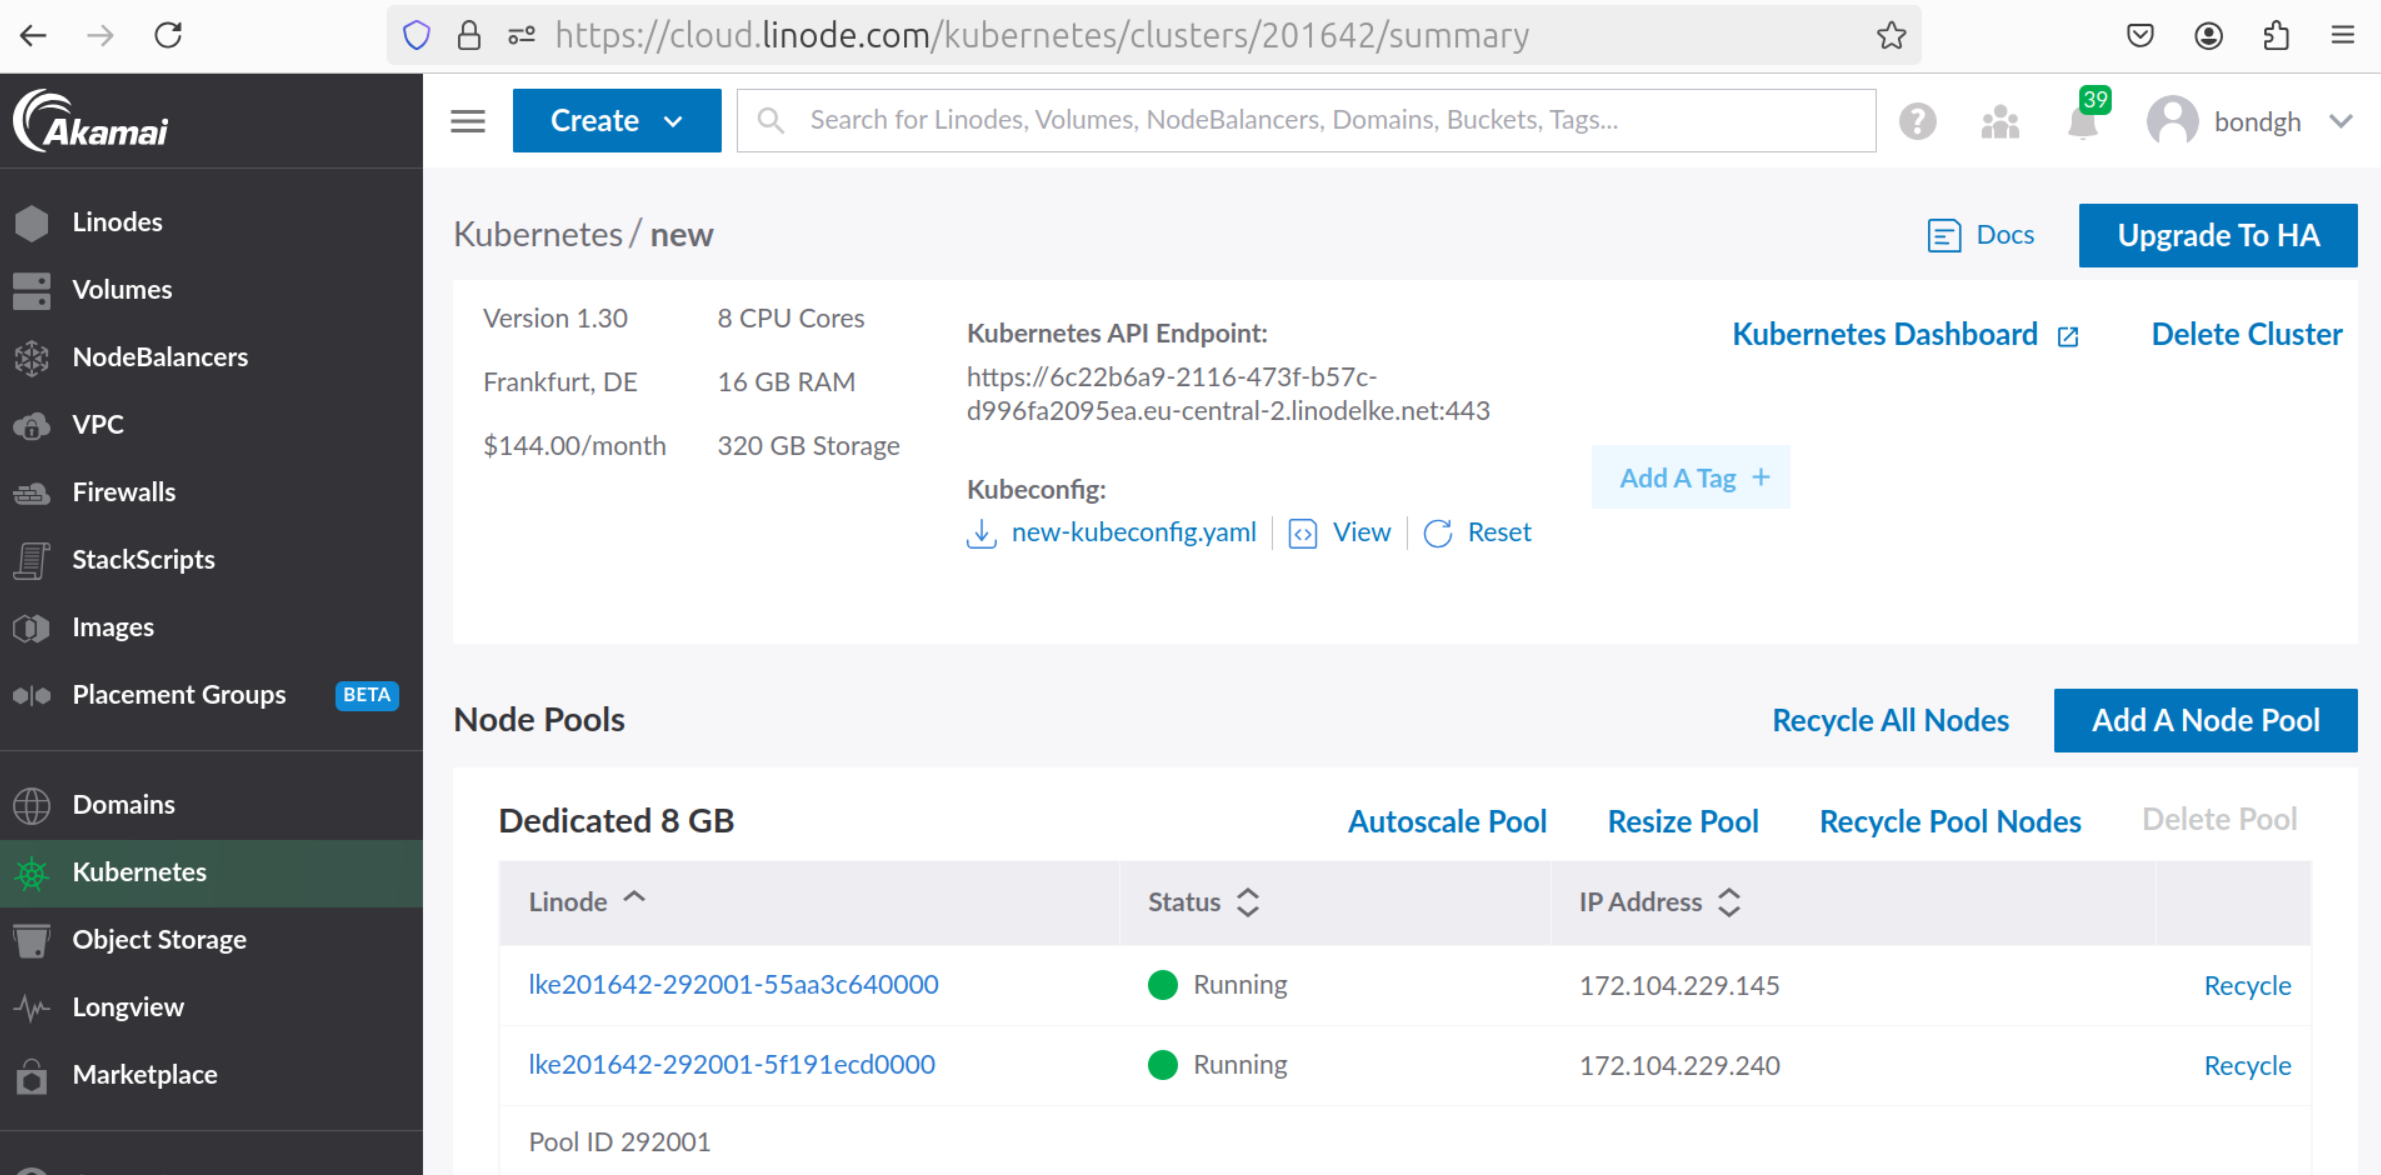 https://cloud.linode.com/kubernetes/clusters/201642/summary
Akamai
Create
Search for Linodes, Volumes, NodeBalancers, Domains, Buckets, Tags...
39
bondgh
Linodes
Volumes
NodeBalancers
VPC
Firewalls
StackScripts
Images
Placement Groups BETA
Domains
Kubernetes
Object Storage
Longview
Marketplace
Kubernetes / new
Docs
Upgrade To HA
Version 1.30
Frankfurt, DE
$144.00/month
8 CPU Cores
16 GB RAM
320 GB Storage
Kubernetes API Endpoint:
https://6c22b6a9-2116-473f-b57c-
d996fa2095ea.eu-central-2.linodelke.net:443
Kubeconfig:
new-kubeconfig.yaml View Reset
Kubernetes Dashboard
Delete Cluster
Add A Tag +
Node Pools
Recycle All Nodes
Add A Node Pool
Dedicated 8 GB
Autoscale Pool Resize Pool Recycle Pool Nodes Delete Pool
Linode Status IP Address
lke201642-292001-55aa3c640000 Running 172.104.229.145 Recycle
lke201642-292001-5f191ecd0000 Running 172.104.229.240 Recycle
Pool ID 292001